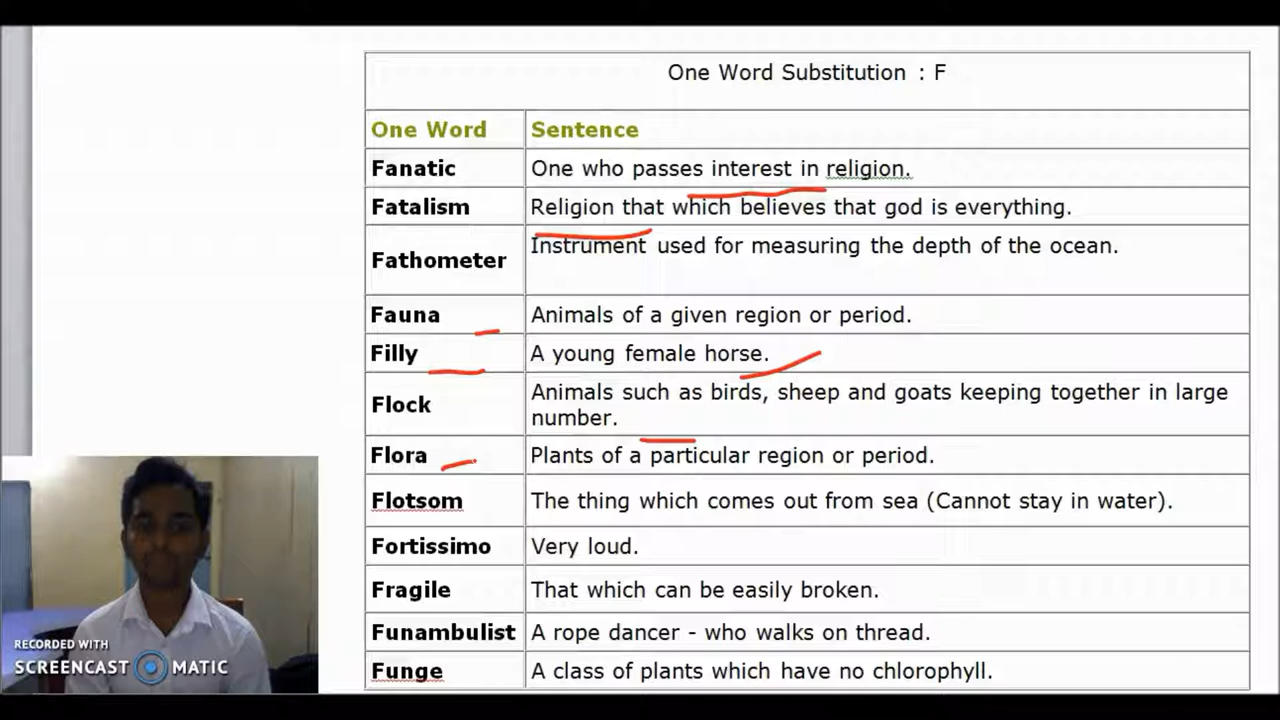 One Word Substitution : F
One Word Sentence
Fanatic One who passes interest in religion.
Fatalism Religion that which believes that god is everything.
Fathometer Instrument used for measuring the depth of the ocean.
Fauna Animals of a given region or period.
Filly A young female horse.
Flock Animals such as birds, sheep and goats keeping together in large
number.
Flora Plants of a particular region or period.
Flotsom The thing which comes out from sea (Cannot stay in water).
Fortissimo Very loud.
Fragile That which can be easily broken.
Funambulist A rope dancer - who walks on thread.
Funge A class of plants which have no chlorophyll.
RECORDED WITH
SCREENCAST MATIC